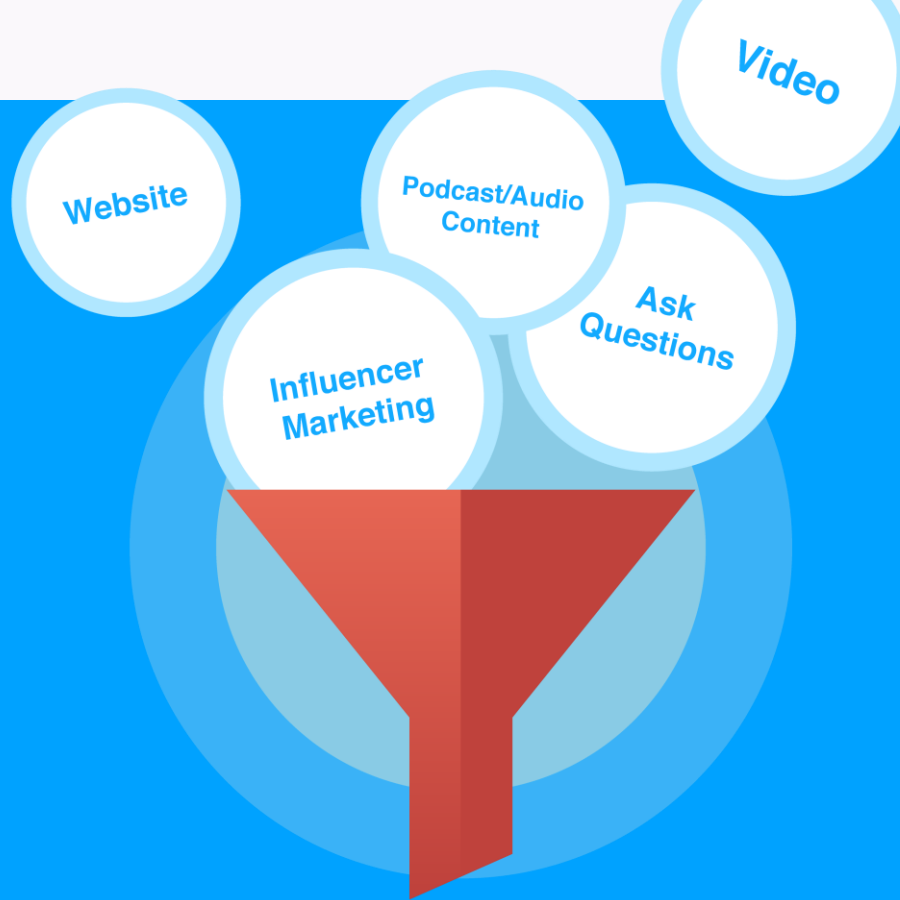 Video
Website
Podcast/Audio
Content
Ask
Questions
Influencer
Marketing